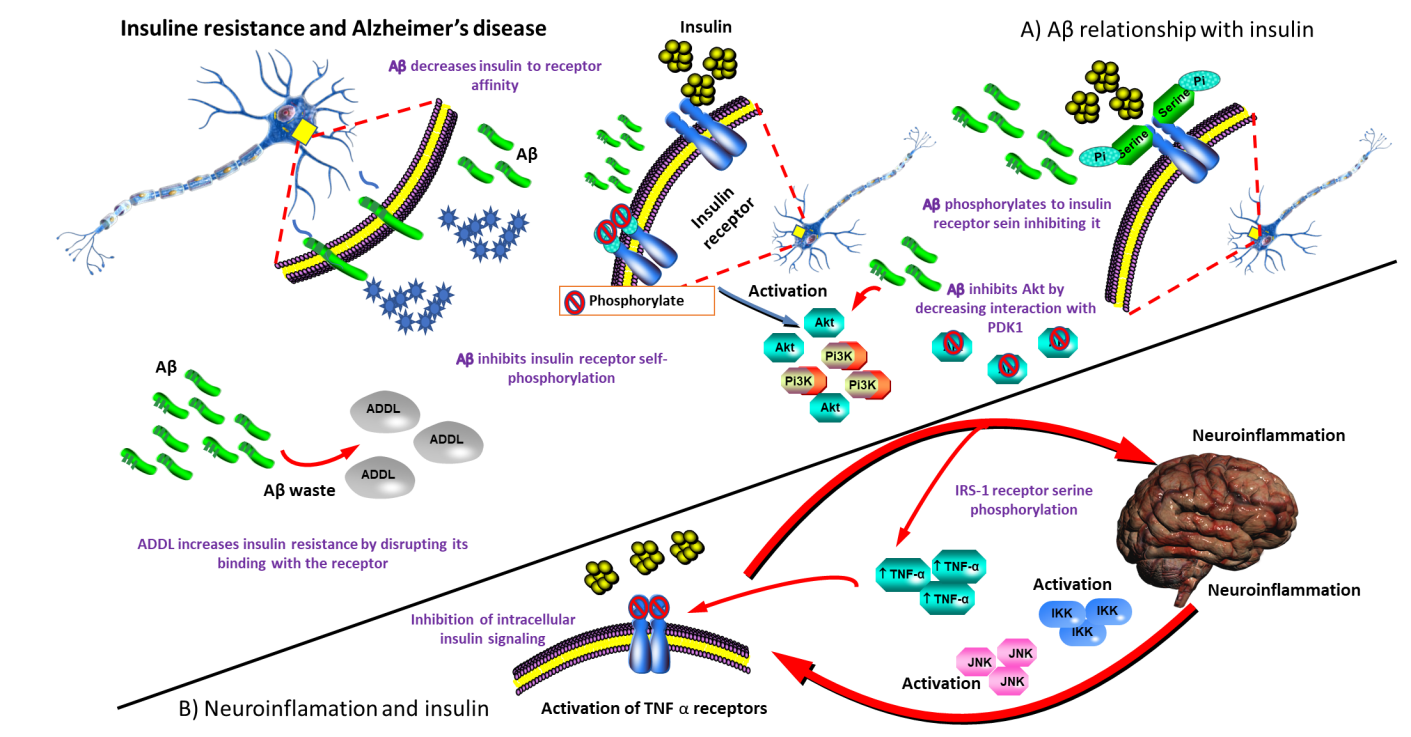 Insuline resistance and Alzheimer's disease
Insulin
A) Aβ relationship with insulin
Aβ decreases insulin to receptor
affinity
Aβ
Insulin
receptor
Pi
Serine
Serine
Pi
Aβ phosphorylates to insulin
receptor sein inhibiting it
Phosphorylate
Activation
Aβ inhibits Akt by
decreasing interaction with
PDK1
Akt
Akt
Pi3K
Pi3K
Pi3K
Akt
Aβ inhibits insulin receptor self-
phosphorylation
Aβ
ADDL
ADDL
ADDL
Aβ waste
ADDL increases insulin resistance by disrupting its
binding with the receptor
Neuroinflammation
IRS-1 receptor serine
phosphorylation
↑ TNF-α
↑ TNF-α
↑ TNF-α
Activation
IKK
IKK
IKK
Neuroinflammation
Inhibition of intracellular
insulin signaling
JNK
JNK
JNK
Activation
Activation of TNF α receptors
B) Neuroinflamation and insulin